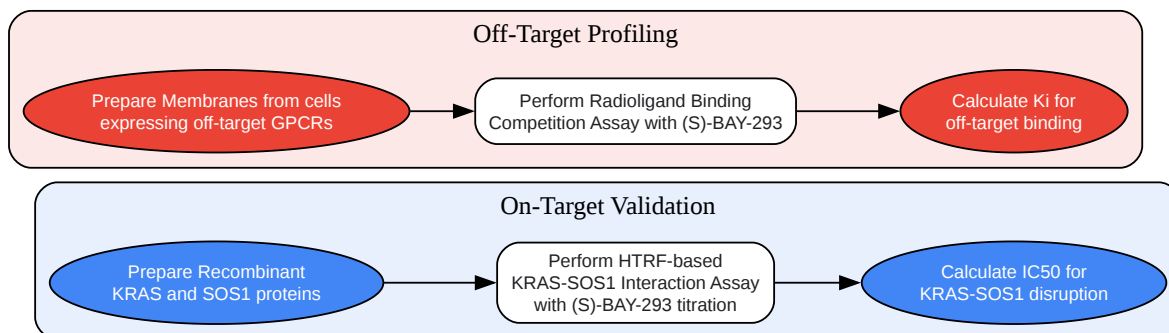 Off-Target Profiling
Prepare Membranes from cells
expressing off-target GPCRs
Perform Radioligand Binding
Competition Assay with (S)-BAY-293
Calculate Ki for
off-target binding
On-Target Validation
Prepare Recombinant
KRAS and SOS1 proteins
Perform HTRF-based
KRAS-SOS1 Interaction Assay
with (S)-BAY-293 titration
Calculate IC50 for
KRAS-SOS1 disruption